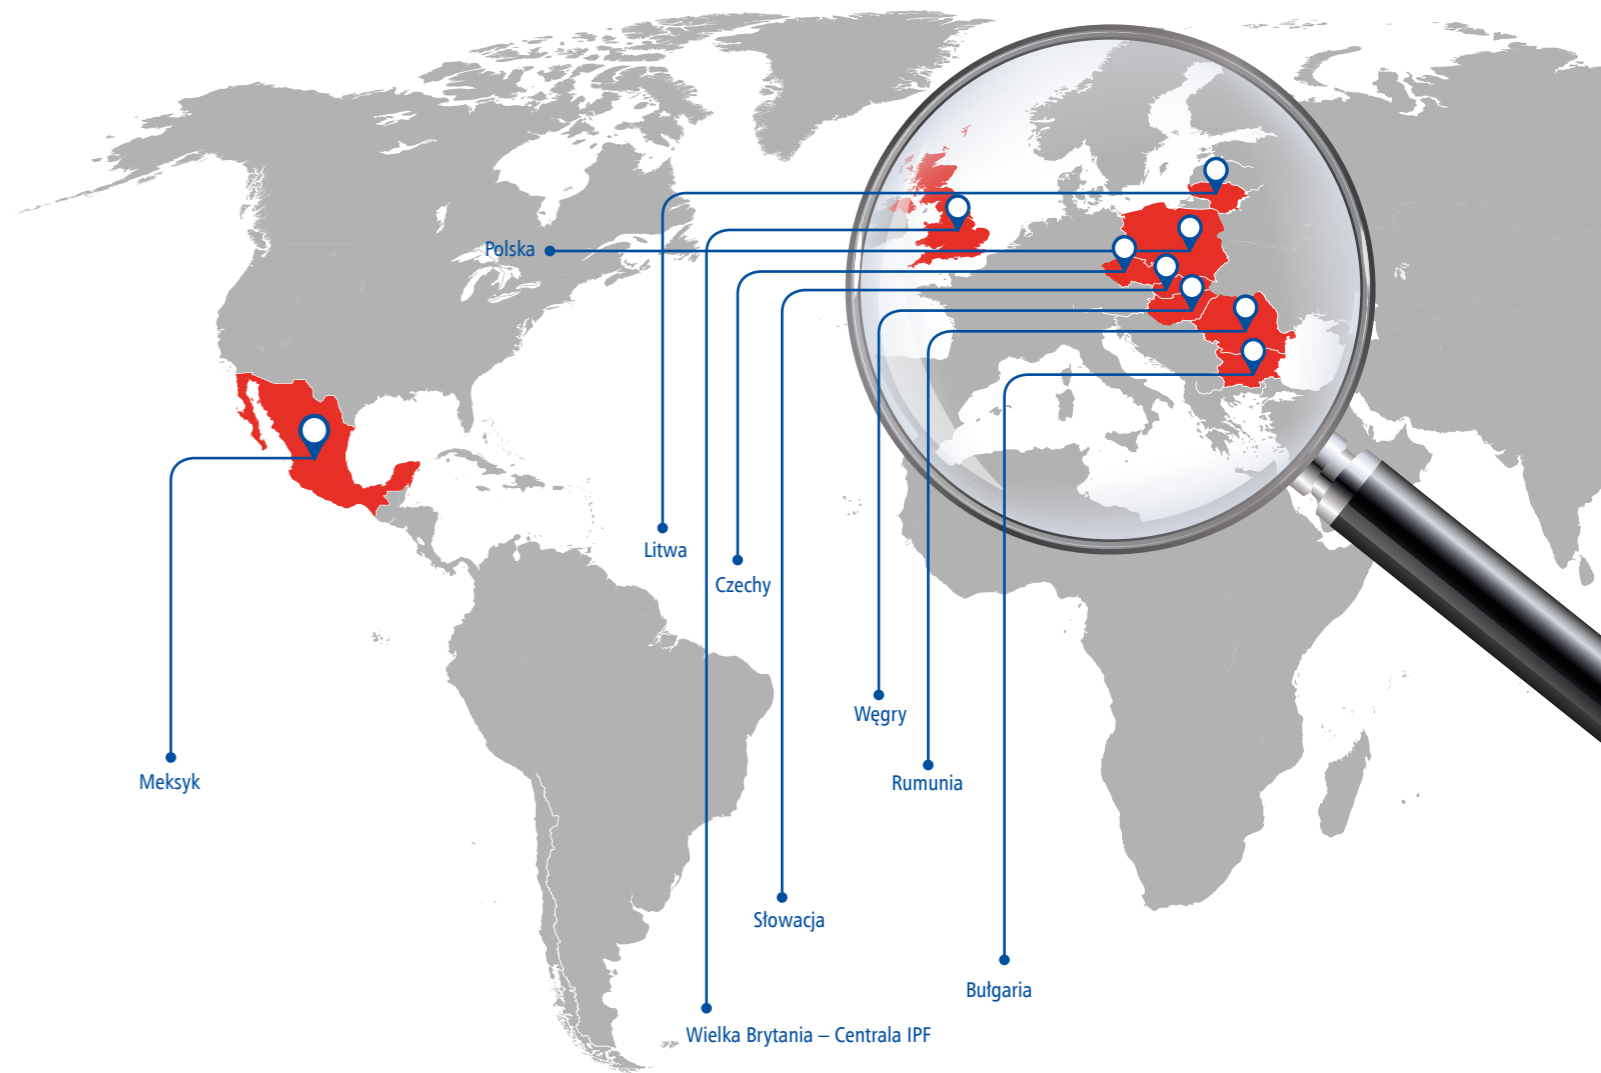 Polska
Litwa
Czechy
Węgry
Meksyk
Rumunia
Słowacja
Bułgaria
Wielka Brytania – Centrala IPF